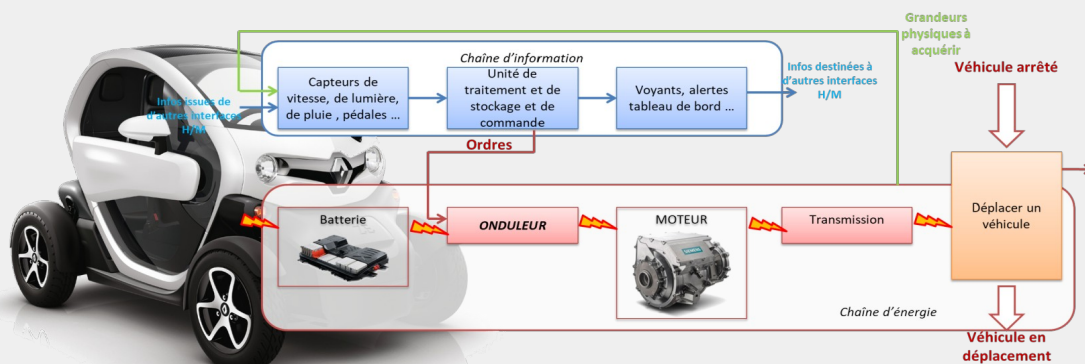 Grandeurs
physiques à
acquérir
Chaîne d'information
Capteurs de
vitesse, de lumière,
de pluie , pédales ...
Unité de
traitement et de
stockage et de
commande
Voyants, alertes
tableau de bord ...
Infos destinées à
d'autres interfaces
H/M
Infos issues de
d'autres interfaces
H/M
Véhicule arrêté
Ordres
Batterie
ONDULEUR
MOTEUR
Transmission
Déplacer un
véhicule
Chaîne d'énergie
Véhicule en
déplacement